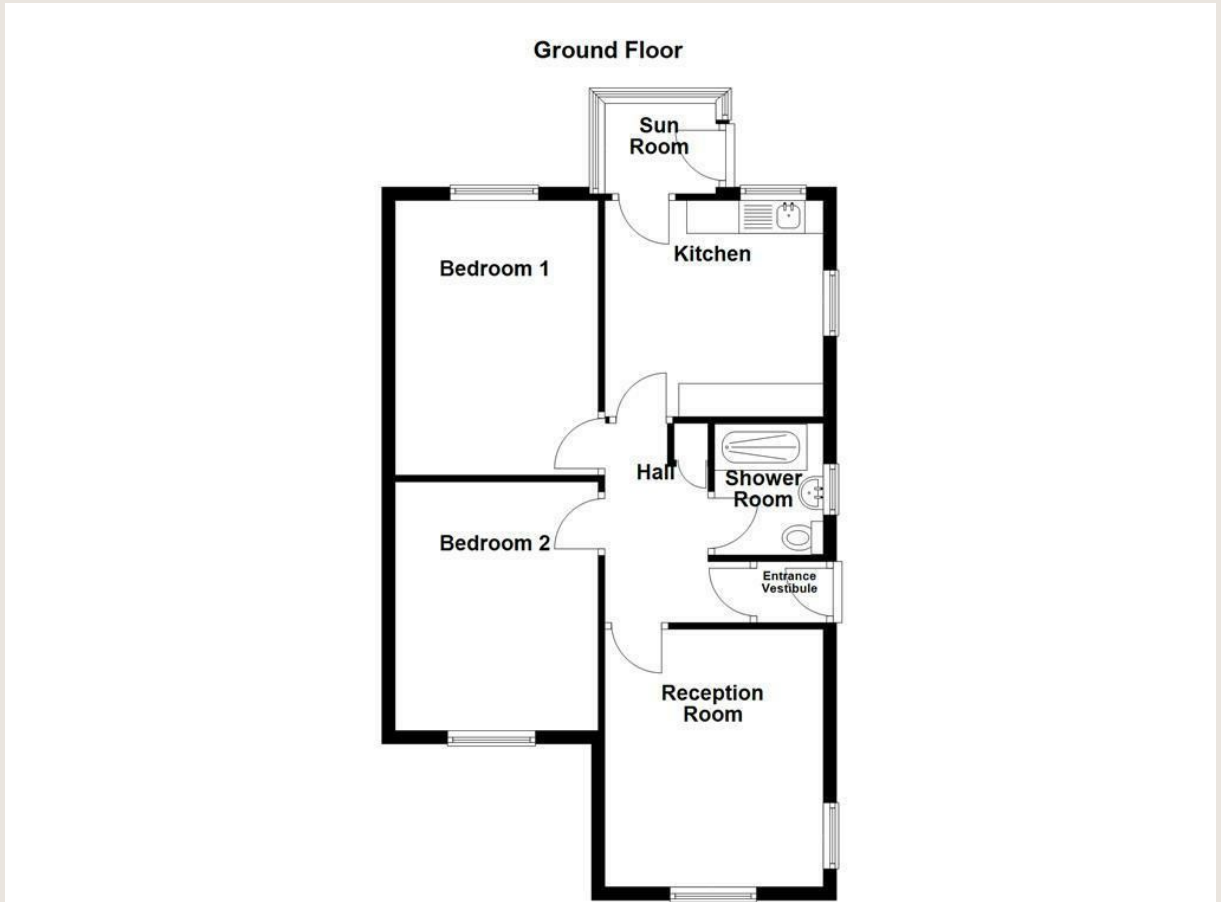 Ground Floor
Sun
Room
Kitchen
Bedroom 1
Hall
Shower
Room
Bedroom 2
Entrance
Vestibule
Reception
Room